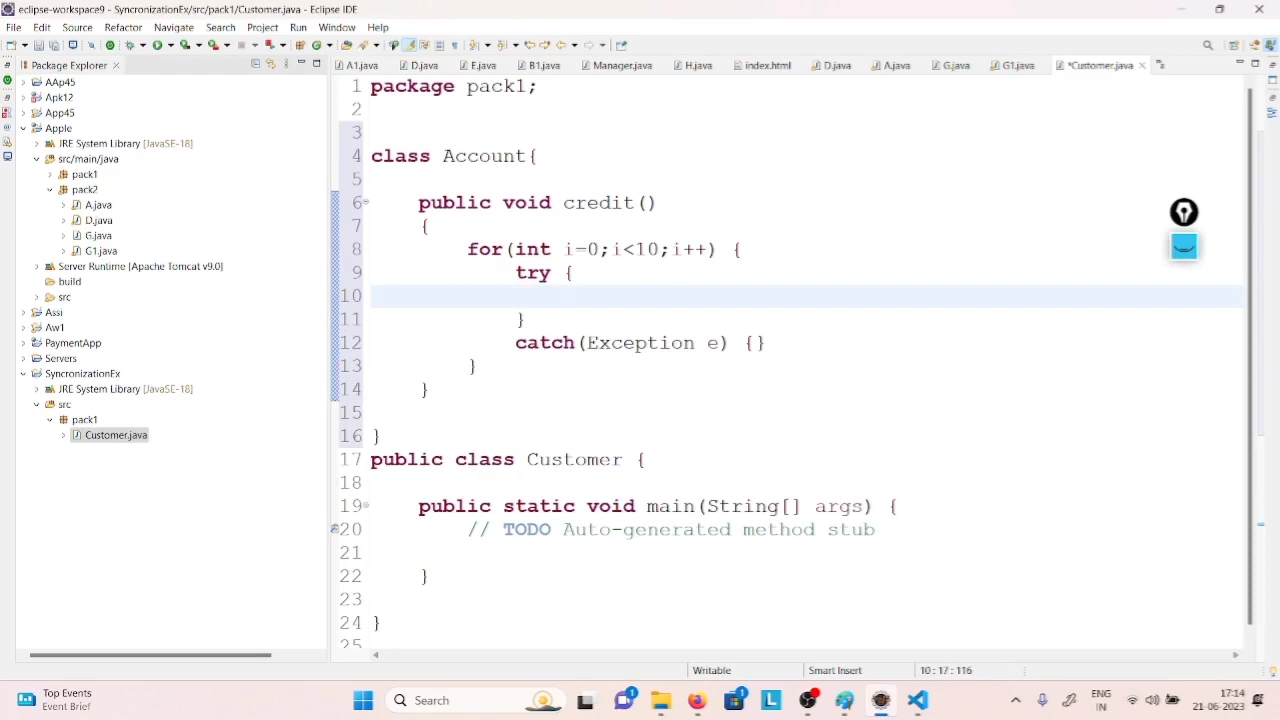 eclipse-workspace9 - SyncronizationEx/src/pack1/Customer.java - Eclipse IDE
File Edit Source Refactor Navigate Search Project Run Window Help
Package Explorer
A1.java D.java E.java B1.java Manager.java H.java index.html D.java A.java G.java G1.java *Customer.java
AAp45
Apk12
App45
Apple
JRE System Library [JavaSE-18]
src/main/java
pack1
pack2
A.java
D.java
G.java
G1.java
Server Runtime [Apache Tomcat v9.0]
build
src
Assi
Aw1
PaymentApp
Servers
SyncronizationEx
JRE System Library [JavaSE-18]
src
pack1
Customer.java
1 package pack1;
2
3
4 class Account{
5
6 public void credit()
7 {
8 for(int i=0;i<10;i++) {
9 try {
10
11 }
12 catch(Exception e) {}
13 }
14 }
15
16 }
17 public class Customer {
18
19 public static void main(String[] args) {
20 // TODO Auto-generated method stub
21
22 }
23
24 }
25
Writable Smart Insert 10 : 17 : 116
Top Events
Event Brief
Search
1
1
ENG
IN
17:14
21-06-2023